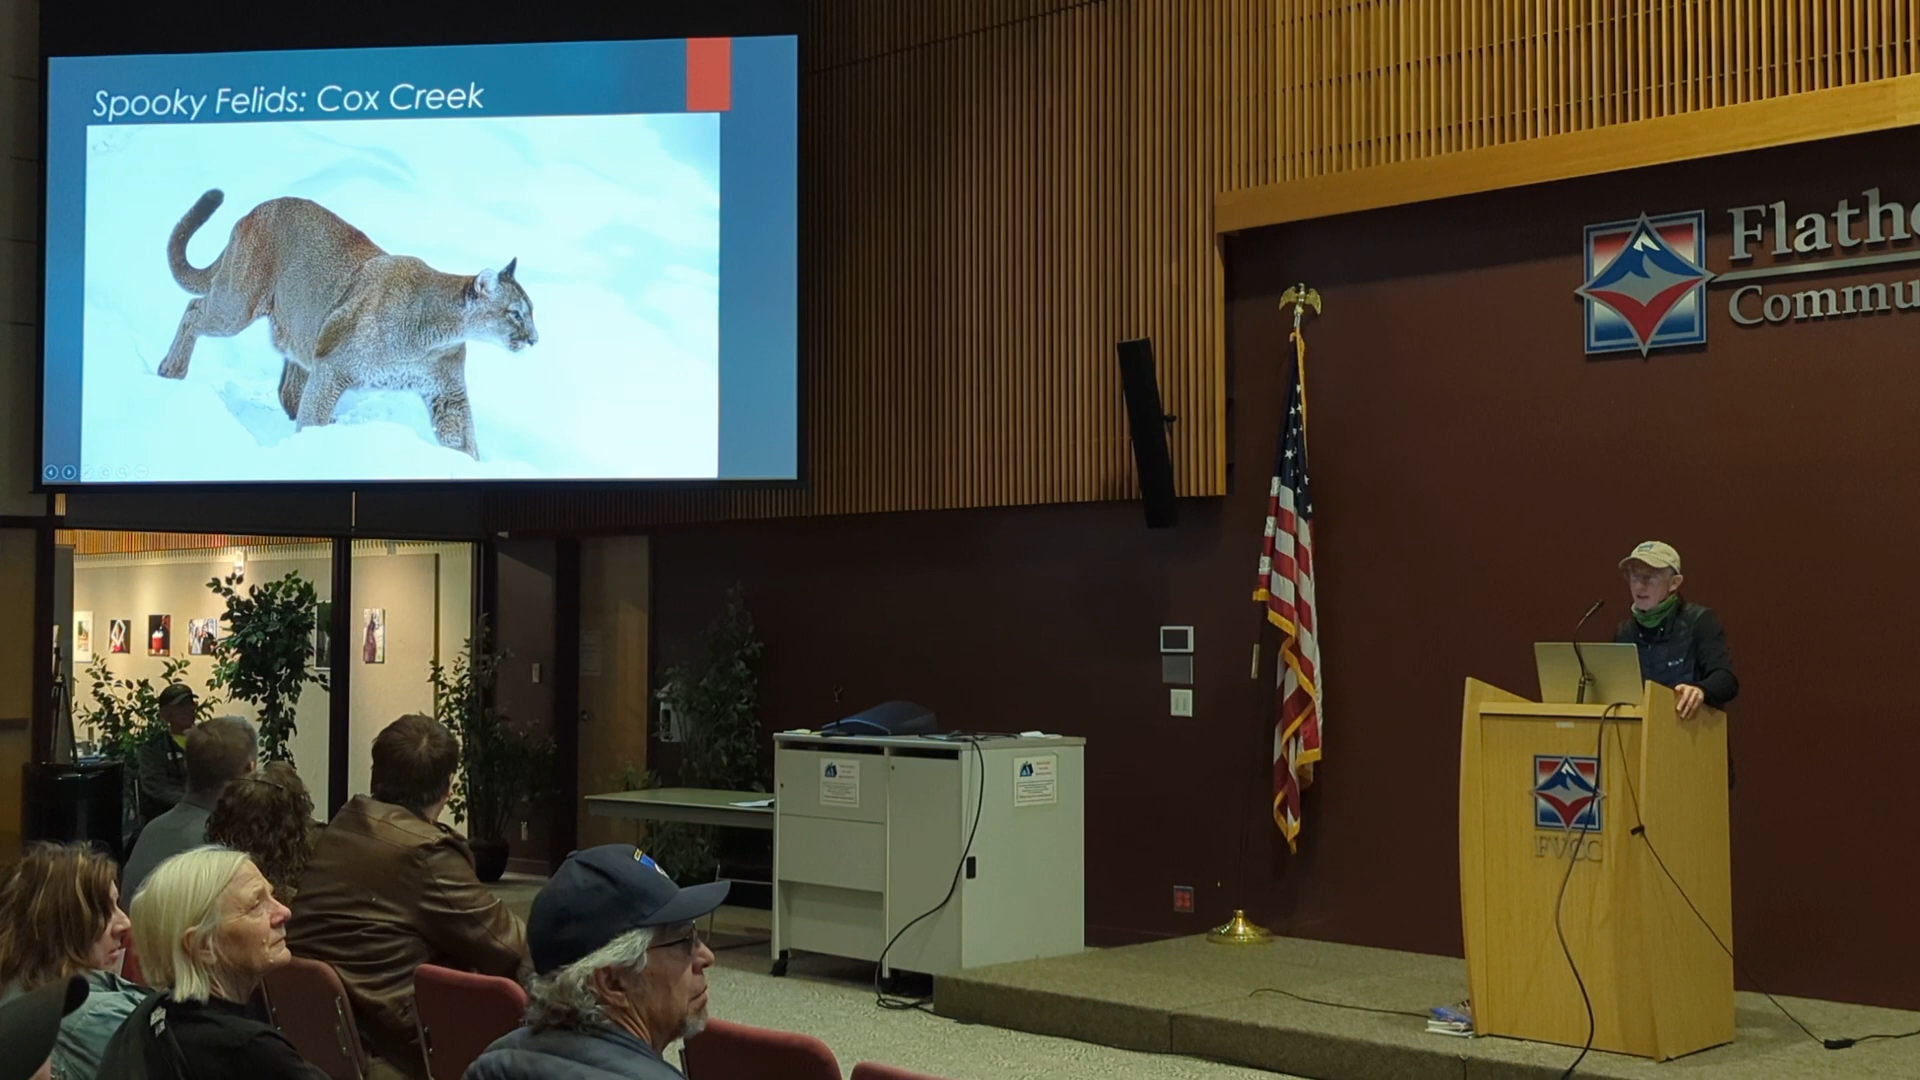 Spooky Felids: Cox Creek
Flathe
Commu
FVCC